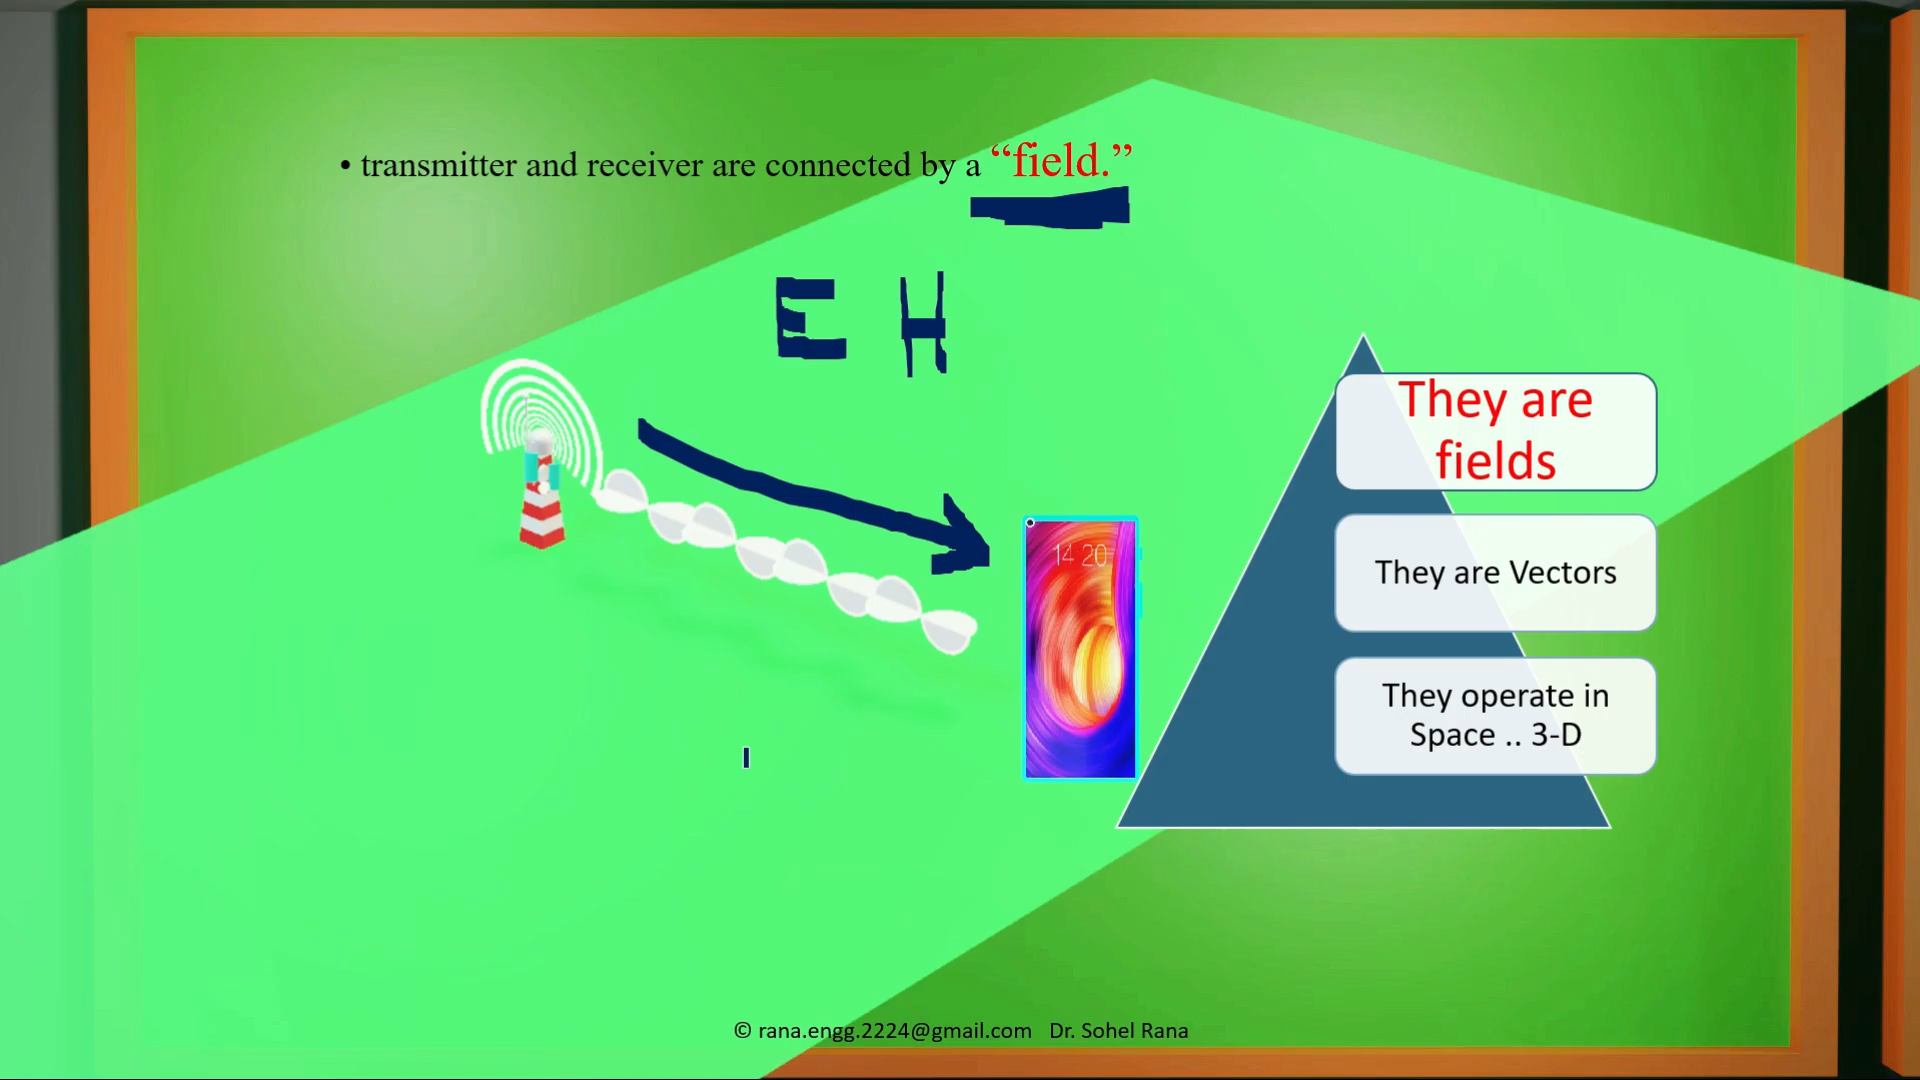 • transmitter and receiver are connected by a “field.”
E H
14 20
They are
fields
They are Vectors
They operate in
Space .. 3-D
© rana.engg.2224@gmail.com Dr. Sohel Rana